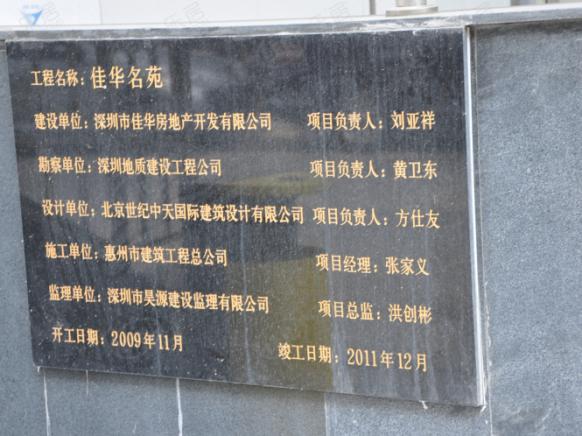 工程名称：佳华名苑
建设单位：深圳市佳华房地产开发有限公司 项目负责人：刘亚祥
勘察单位：深圳地质建设工程公司 项目负责人：黄卫东
设计单位：北京世纪中天国际建筑设计有限公司 项目负责人：方仕友
施工单位：惠州市建筑工程总公司 项目经理：张家义
监理单位：深圳市昊源建设监理有限公司 项目总监：洪创彬
开工日期：2009年11月 竣工日期：2011年12月